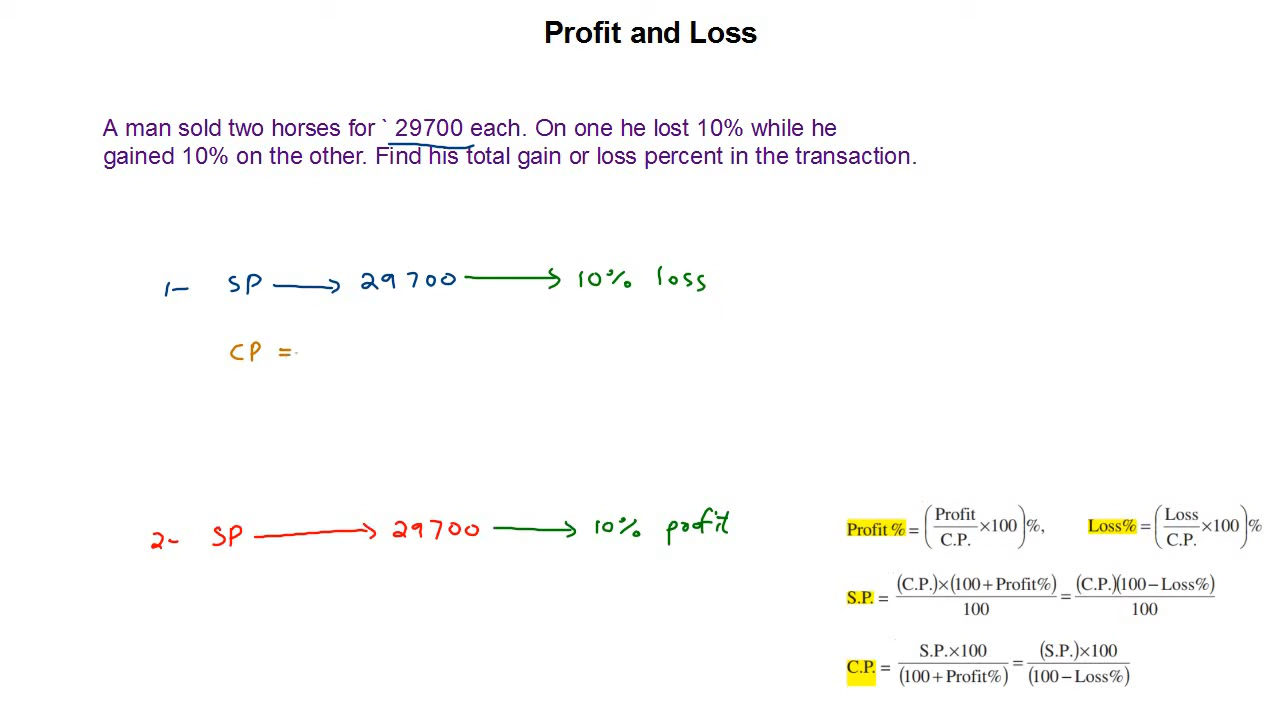 Profit and Loss
A man sold two horses for ` 29700 each. On one he lost 10% while he
gained 10% on the other. Find his total gain or loss percent in the transaction.
1- SP → 29700 → 10% loss
CP =
2- SP → 29700 → 10% profit
Profit % = (Profit/C.P. ×100)%, Loss% = (Loss/C.P. ×100)%
S.P. = (C.P.)×(100+Profit%)/100 = (C.P.)(100−Loss%)/100
C.P. = S.P.×100/(100+Profit%) = (S.P.)×100/(100−Loss%)